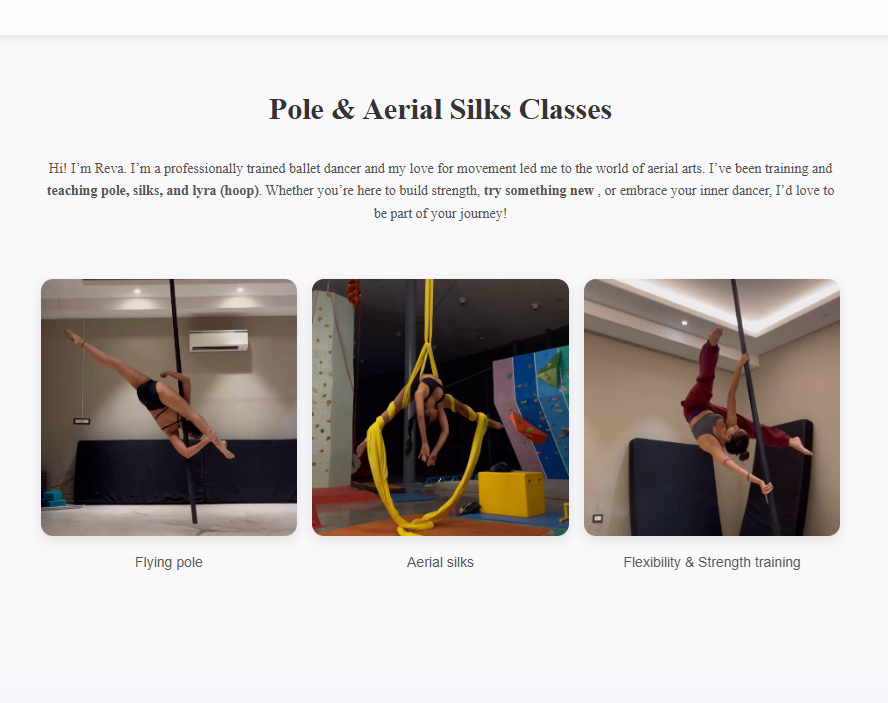 Pole & Aerial Silks Classes
Hi! I’m Reva. I’m a professionally trained ballet dancer and my love for movement led me to the world of aerial arts. I’ve been training and
teaching pole, silks, and lyra (hoop). Whether you’re here to build strength, try something new , or embrace your inner dancer, I’d love to
be part of your journey!
Flying pole
Aerial silks
Flexibility & Strength training